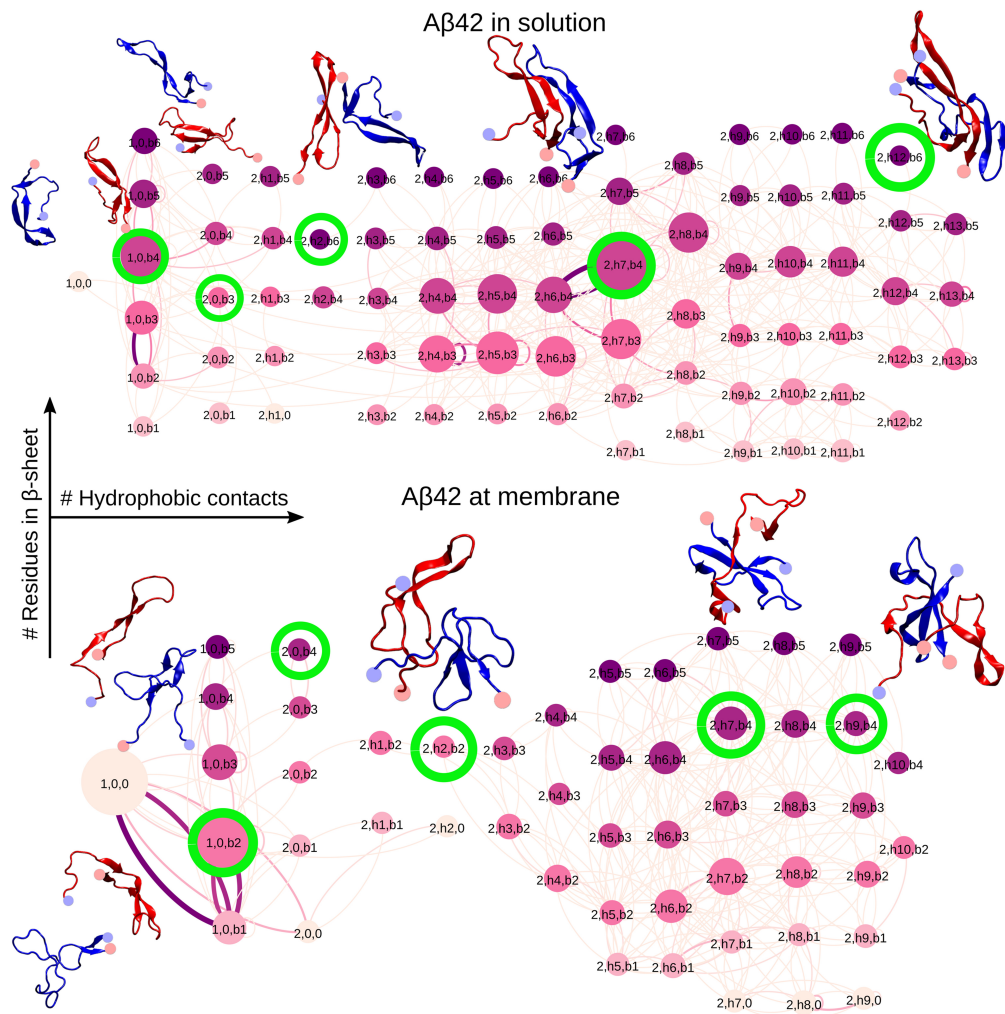 Aβ42 in solution
1,0,b6 2,h7,b6 2,h9,b6 2,h10,b6 2,h11,b6
2,h12,b6
2,0,b5 2,h1,b5 2,h3,b6 2,h4,b6 2,h5,b6 2,h6,b6 2,h8,b5
1,0,b5 2,h7,b5 2,h9,b5 2,h10,b5 2,h11,b5
2,h12,b5 2,h13,b5
2,0,b4 2,h1,b4 2,h2,b6 2,h3,b5 2,h4,b5 2,h5,b5 2,h6,b5 2,h8,b4
1,0,b4 2,h7,b4 2,h9,b4 2,h10,b4 2,h11,b4
1,0,0
2,0,b3 2,h1,b3 2,h2,b4 2,h3,b4 2,h4,b4 2,h5,b4 2,h6,b4 2,h12,b4 2,h13,b4
1,0,b3 2,h8,b3
2,h7,b3 2,h9,b3 2,h10,b3 2,h11,b3
2,0,b2 2,h1,b2 2,h3,b3 2,h4,b3 2,h5,b3 2,h6,b3 2,h12,b3 2,h13,b3
1,0,b2 2,h8,b2
2,h7,b2 2,h9,b2 2,h10,b2 2,h11,b2
2,0,b1 2,h1,0 2,h3,b2 2,h4,b2 2,h5,b2 2,h6,b2 2,h12,b2
1,0,b1 2,h8,b1
2,h7,b1 2,h9,b1 2,h10,b1 2,h11,b1
# Residues in β-sheet
# Hydrophobic contacts
Aβ42 at membrane
1,0,b5 2,0,b4 2,h7,b5 2,h8,b5 2,h9,b5
2,h5,b5 2,h6,b5
1,0,b4 2,0,b3 2,h4,b4 2,h7,b4 2,h8,b4 2,h9,b4
2,h1,b2 2,h2,b2 2,h3,b3
1,0,b3 2,0,b2 2,h5,b4 2,h6,b4 2,h10,b4
1,0,0
2,h4,b3 2,h7,b3 2,h8,b3 2,h9,b3
2,h1,b1 2,h2,0 2,h3,b2
1,0,b2 2,0,b1 2,h5,b3 2,h6,b3 2,h10,b2
2,h4,b2 2,h7,b2 2,h8,b2 2,h9,b2
2,h5,b2 2,h6,b2
1,0,b1 2,0,0 2,h7,b1 2,h8,b1 2,h9,b1
2,h5,b1 2,h6,b1
2,h7,0 2,h8,0 2,h9,0